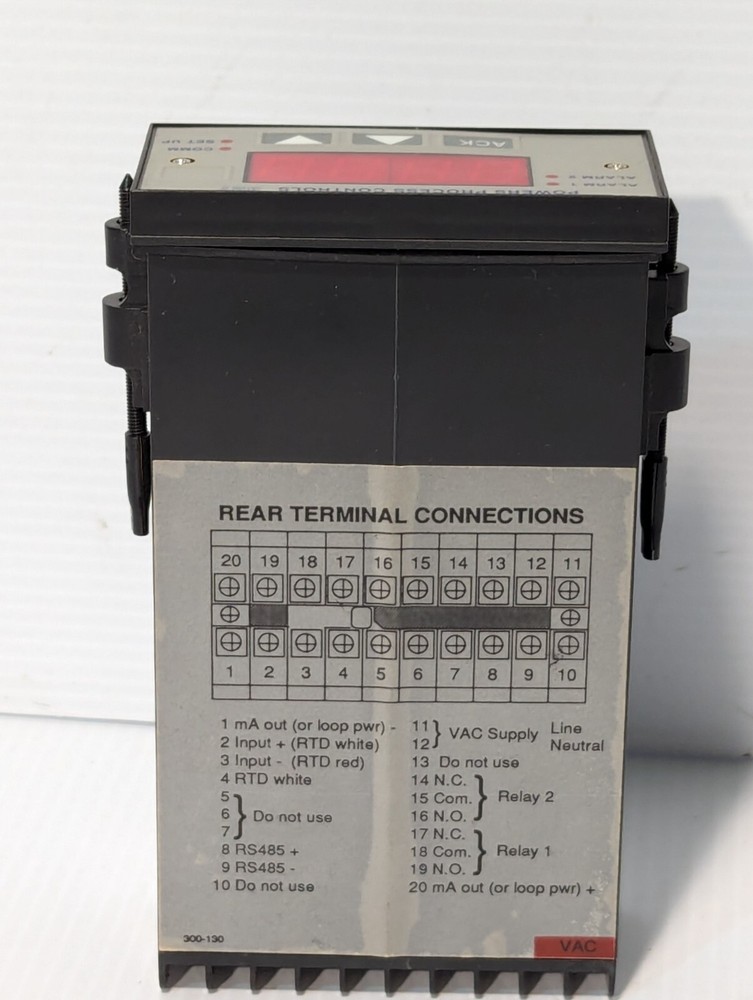 SET UP
COMM
ACK
ALARM 2
ALARM 1
POWERS PROCESS CONTROLS
REAR TERMINAL CONNECTIONS
20 19 18 17 16 15 14 13 12 11
1 2 3 4 5 6 7 8 9 10
1 mA out (or loop pwr) -
2 Input + (RTD white)
3 Input - (RTD red)
4 RTD white
5
6 } Do not use
7
8 RS485 +
9 RS485 -
10 Do not use
11 } VAC Supply Line
12 Neutral
13 Do not use
14 N.C.
15 Com. } Relay 2
16 N.O.
17 N.C.
18 Com. } Relay 1
19 N.O.
20 mA out (or loop pwr) +
300-130
VAC